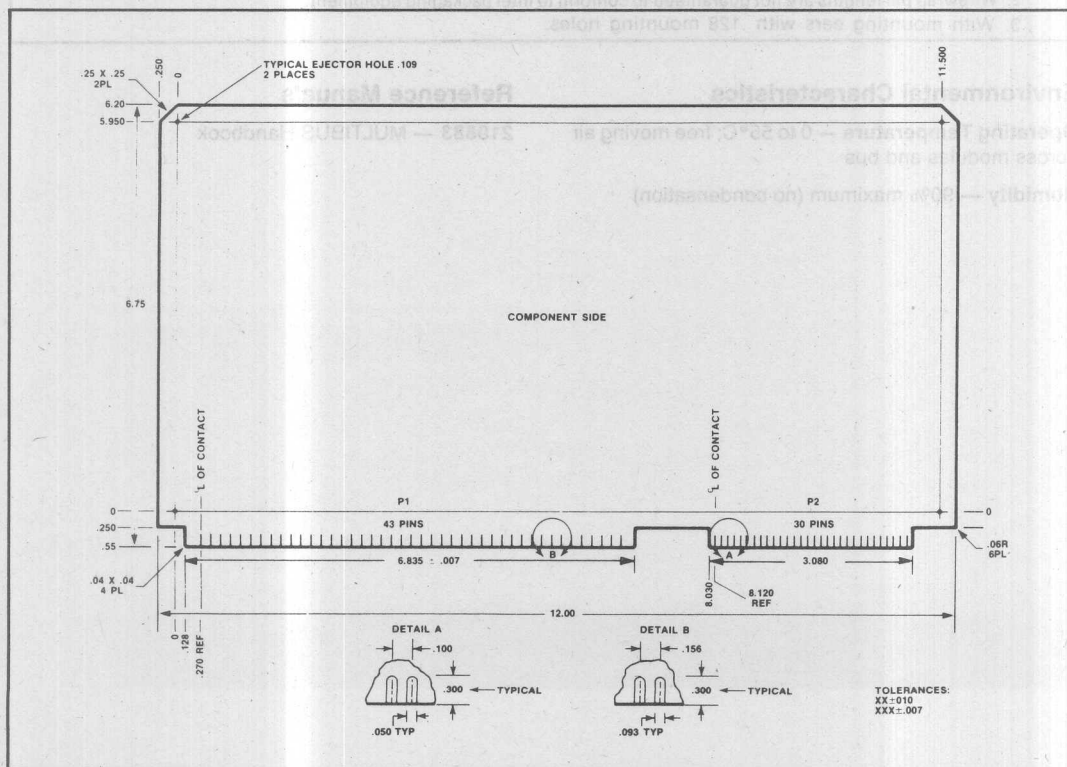 3. With mounting ears with .128 mounting holes.
Environmental Characteristics
Reference Manuals
Operating Temperature — 0 to 55°C; free moving air
210883 — MULTIBUS Handbook
modules and bus
Humidity — 90% maximum (no condensation)
.25 X .25
2PL
.250
0
TYPICAL EJECTOR HOLE .109
2 PLACES
11.500
6.20
5.950
6.75
COMPONENT SIDE
℄ OF CONTACT
℄ OF CONTACT
0
P1
P2
0
.250
43 PINS
30 PINS
.55
B
A
.06R
6PL
.04 X .04
4 PL
6.835 ± .007
3.080
8.030
8.120
REF
12.00
0
.128
.270 REF
DETAIL A
DETAIL B
.100
.156
.300
TYPICAL
.300
TYPICAL
.050 TYP
.093 TYP
TOLERANCES:
XX±010
XXX±.007